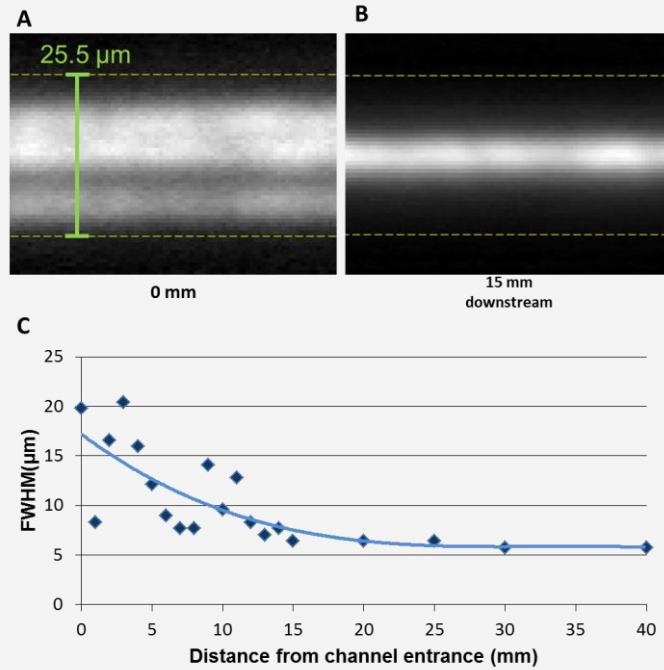 A
B
25.5 µm
0 mm
15 mm
downstream
C
25
20
15
10
5
0
FWHM(µm)
0 5 10 15 20 25 30 35 40
Distance from channel entrance (mm)